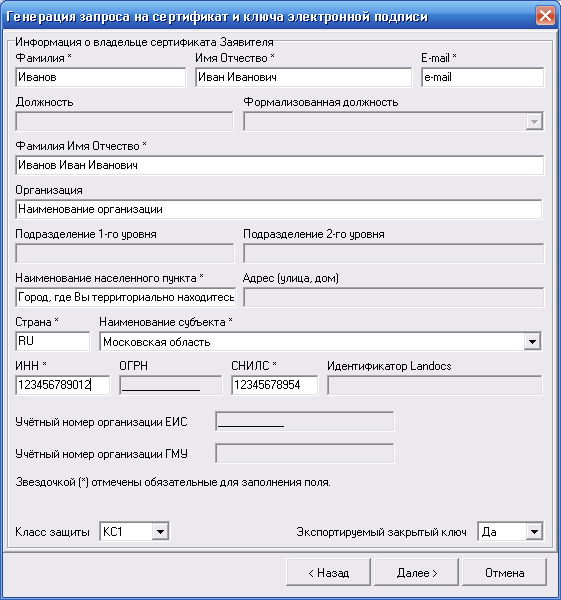 Генерация запроса на сертификат и ключа электронной подписи
Информация о владельце сертификата Заявителя
Фамилия * Имя Отчество * E-mail *
Иванов Иван Иванович e-mail
Должность Формализованная должность
Фамилия Имя Отчество *
Иванов Иван Иванович
Организация
Наименование организации
Подразделение 1-го уровня Подразделение 2-го уровня
Наименование населенного пункта * Адрес (улица, дом)
Город, где Вы территориально находитесь
Страна * Наименование субъекта *
RU Московская область
ИНН * ОГРН СНИЛС * Идентификатор Landocs
123456789012 _____________ 12345678954
Учётный номер организации ЕИС ___________
Учётный номер организации ГМУ
Звездочкой (*) отмечены обязательные для заполнения поля.
Класс защиты КС1 Экспортируемый закрытый ключ Да
< Назад Далее > Отмена